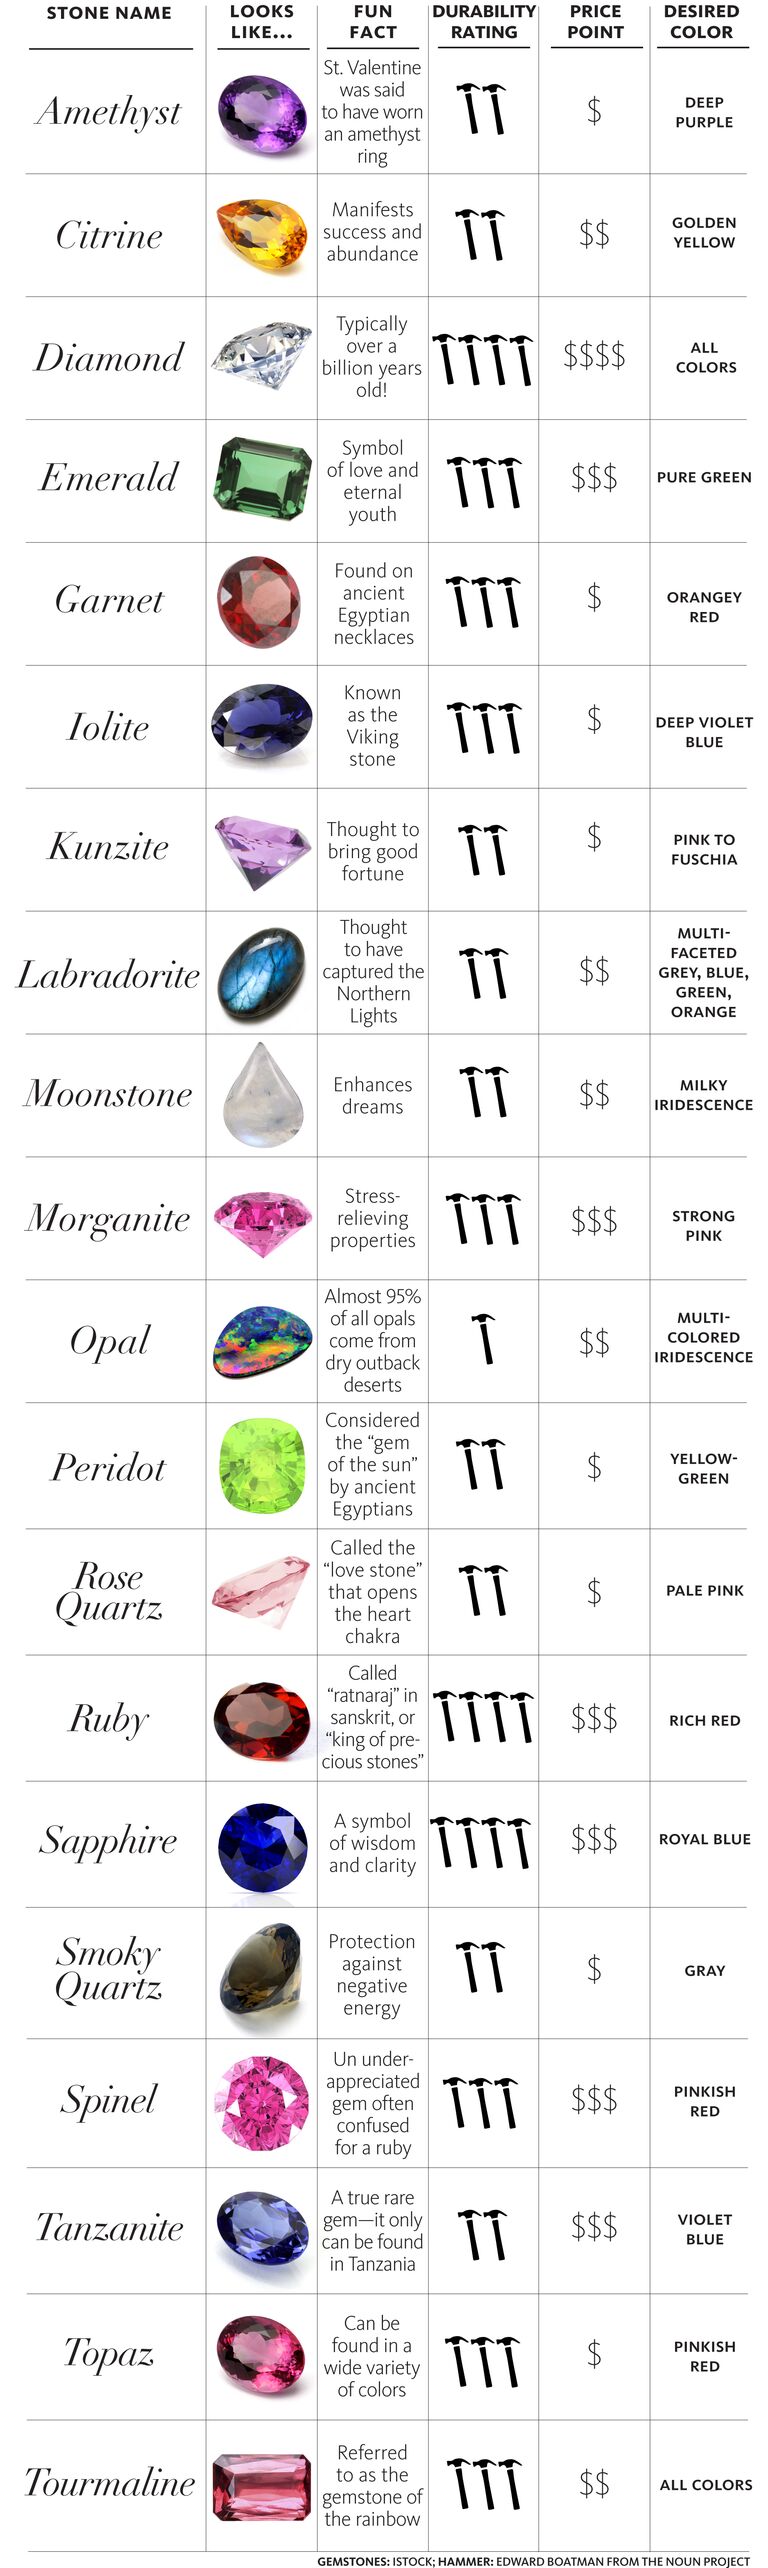 STONE NAME
LOOKS
LIKE...
FUN
FACT
DURABILITY
RATING
PRICE
POINT
DESIRED
COLOR
Amethyst
St. Valentine
was said
to have worn
an amethyst
ring
$
DEEP
PURPLE
Citrine
Manifests
success and
abundance
$$
GOLDEN
YELLOW
Diamond
Typically
over a
billion years
old!
$$$$
ALL
COLORS
Emerald
Symbol
of love and
eternal
youth
$$$
PURE GREEN
Garnet
Found on
ancient
Egyptian
necklaces
$
ORANGEY
RED
Iolite
Known
as the
Viking
stone
$
DEEP VIOLET
BLUE
Kunzite
Thought to
bring good
fortune
$
PINK TO
FUSCHIA
Labradorite
Thought
to have
captured the
Northern
Lights
$$
MULTI-
FACETED
GREY, BLUE,
GREEN,
ORANGE
Moonstone
Enhances
dreams
$$
MILKY
IRIDESCENCE
Morganite
Stress-
relieving
properties
$$$
STRONG
PINK
Opal
Almost 95%
of all opals
come from
dry outback
deserts
$$
MULTI-
COLORED
IRIDESCENCE
Peridot
Considered
the “gem
of the sun”
by ancient
Egyptians
$
YELLOW-
GREEN
Rose
Quartz
Called the
“love stone”
that opens
the heart
chakra
$
PALE PINK
Ruby
Called
“ratnaraj” in
sanskrit, or
“king of pre-
cious stones”
$$$
RICH RED
Sapphire
A symbol
of wisdom
and clarity
$$$
ROYAL BLUE
Smoky
Quartz
Protection
against
negative
energy
$
GRAY
Spinel
Un under-
appreciated
gem often
confused
for a ruby
$$$
PINKISH
RED
Tanzanite
A true rare
gem—it only
can be found
in Tanzania
$$$
VIOLET
BLUE
Topaz
Can be
found in a
wide variety
of colors
$
PINKISH
RED
Tourmaline
Referred
to as the
gemstone of
the rainbow
$$
ALL COLORS
GEMSTONES: ISTOCK; HAMMER: EDWARD BOATMAN FROM THE NOUN PROJECT